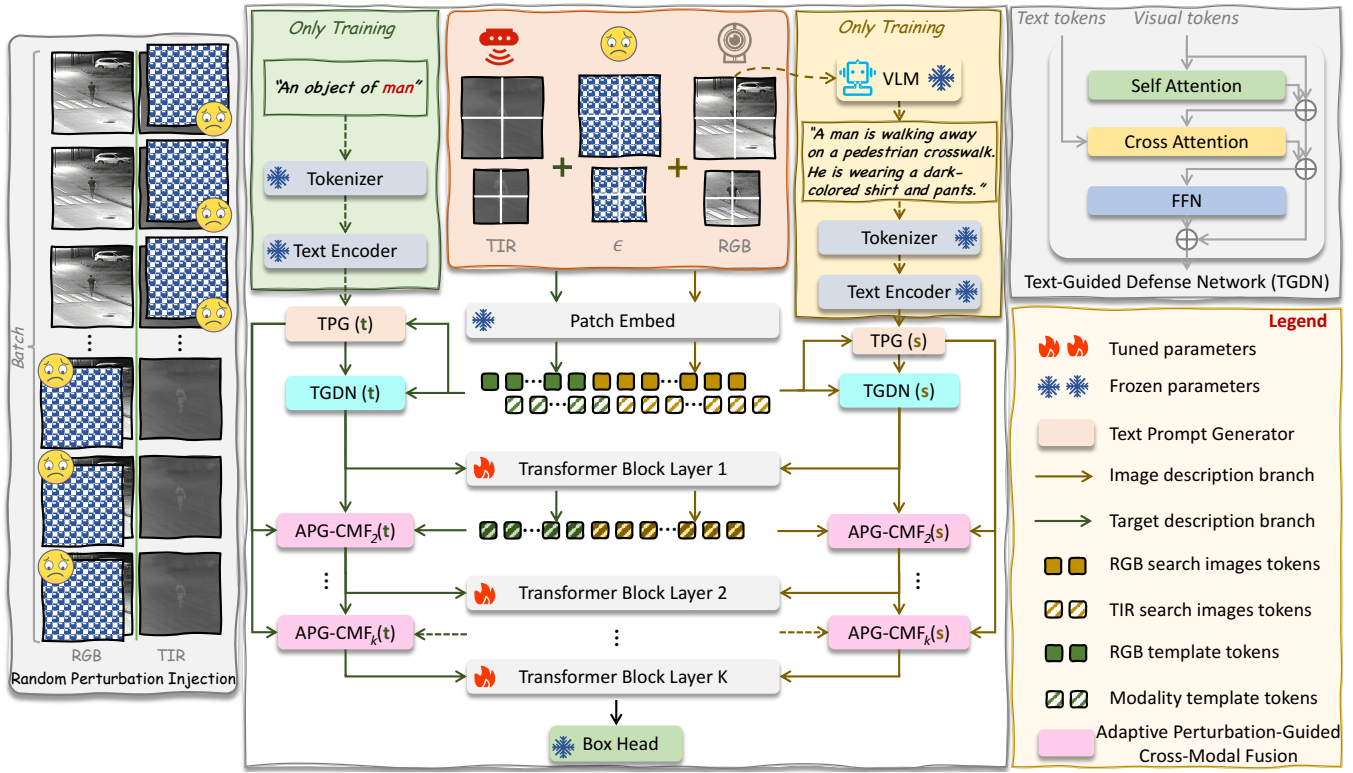 Batch
RGB
TIR
Random Perturbation Injection
Only Training
"An object of man"
Tokenizer
Text Encoder
TIR
ϵ
RGB
Only Training
VLM
"A man is walking away
on a pedestrian crosswalk.
He is wearing a dark-
colored shirt and pants."
Tokenizer
Text Encoder
Patch Embed
TPG (t)
TGDN (t)
TPG (s)
TGDN (s)
Transformer Block Layer 1
APG-CMF₂(t)
APG-CMF₂(s)
Transformer Block Layer 2
APG-CMFₖ(t)
APG-CMFₖ(s)
Transformer Block Layer K
Box Head
Text tokens
Visual tokens
Self Attention
Cross Attention
FFN
Text-Guided Defense Network (TGDN)
Legend
Tuned parameters
Frozen parameters
Text Prompt Generator
Image description branch
Target description branch
RGB search images tokens
TIR search images tokens
RGB template tokens
Modality template tokens
Adaptive Perturbation-Guided
Cross-Modal Fusion